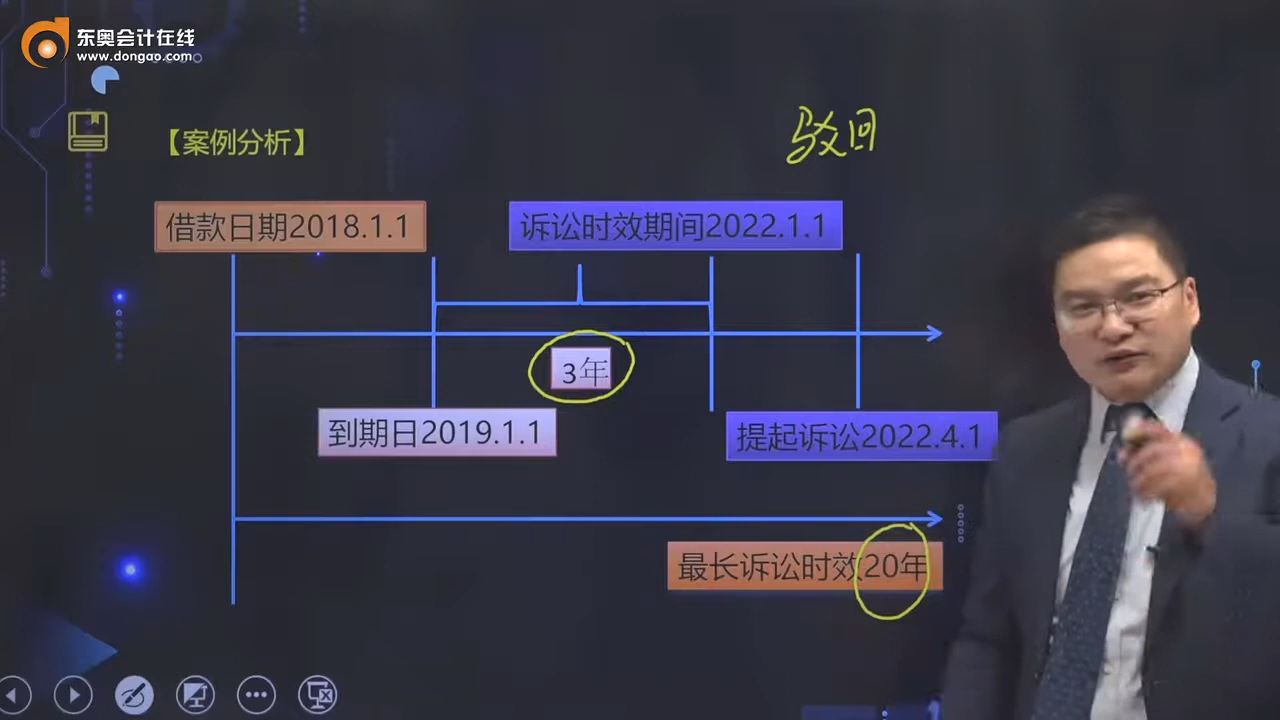 东奥会计在线
www.dongao.com
【案例分析】
驳回
借款日期2018.1.1
诉讼时效期间2022.1.1
3年
到期日2019.1.1
提起诉讼2022.4.1
最长诉讼时效20年